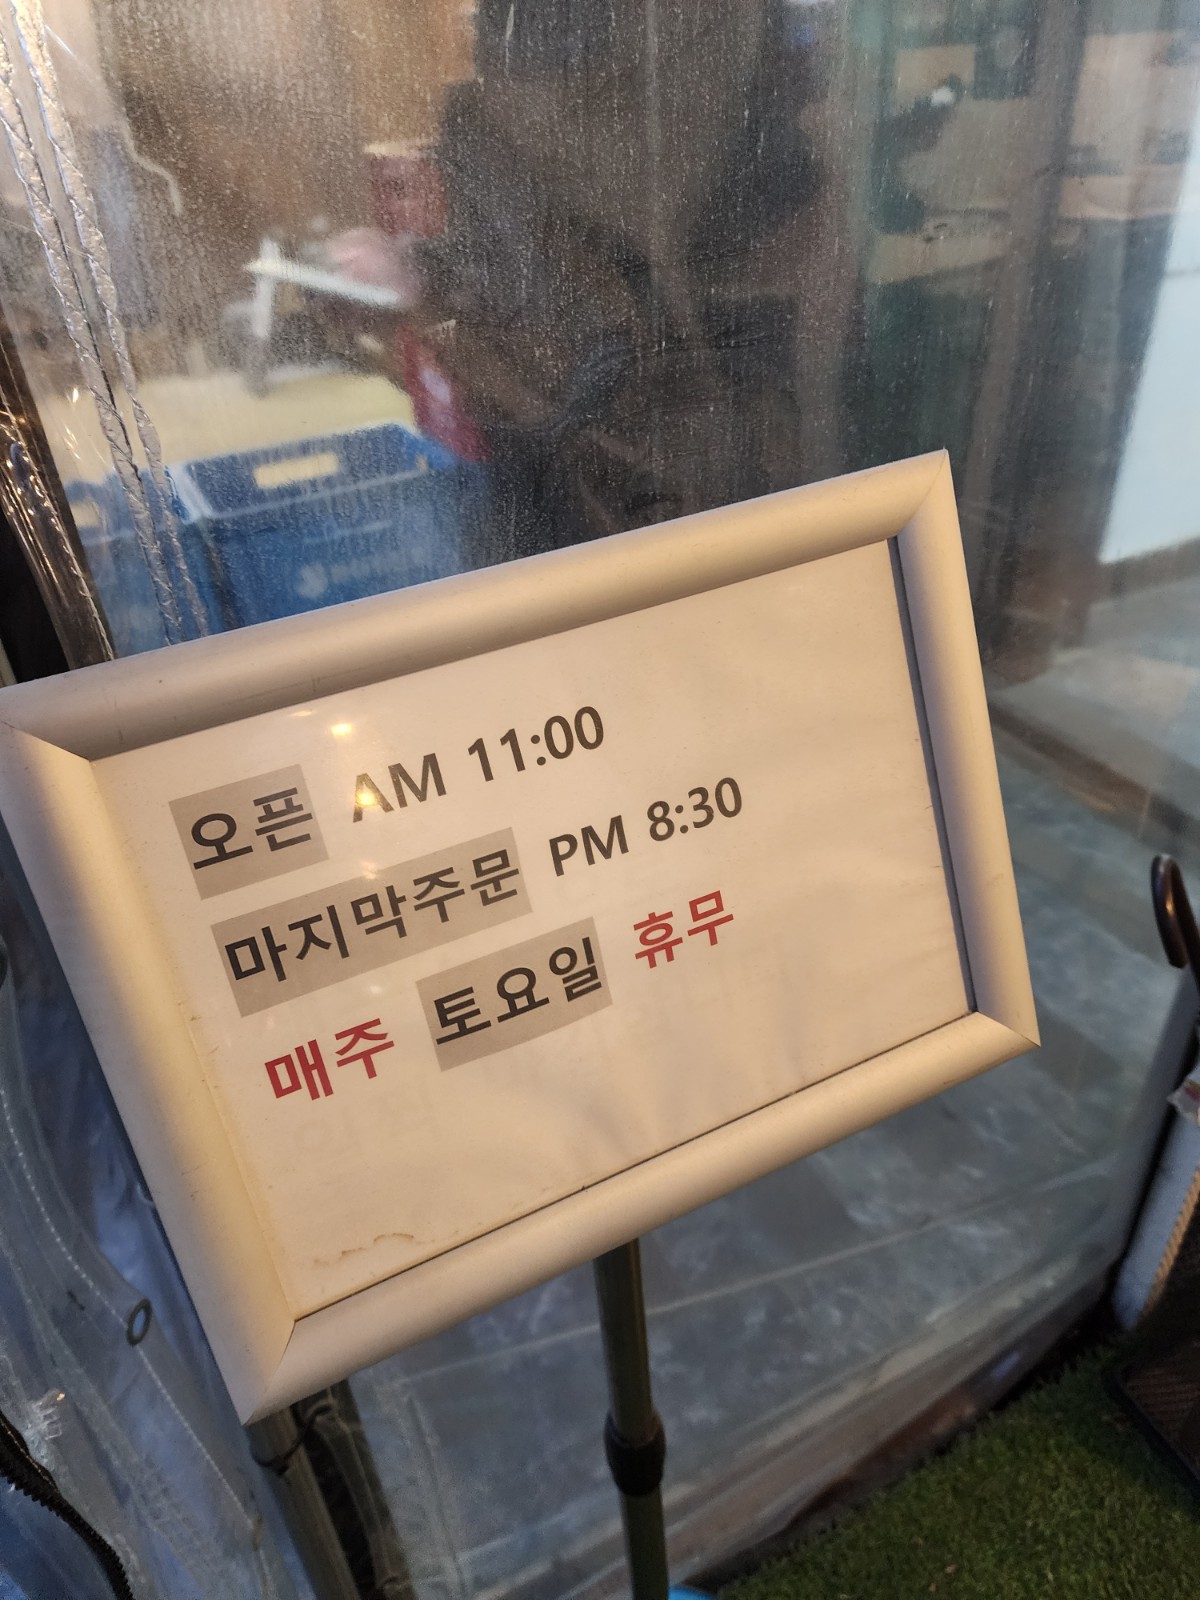 오픈 AM 11:00
마지막주문 PM 8:30
매주 토요일 휴무